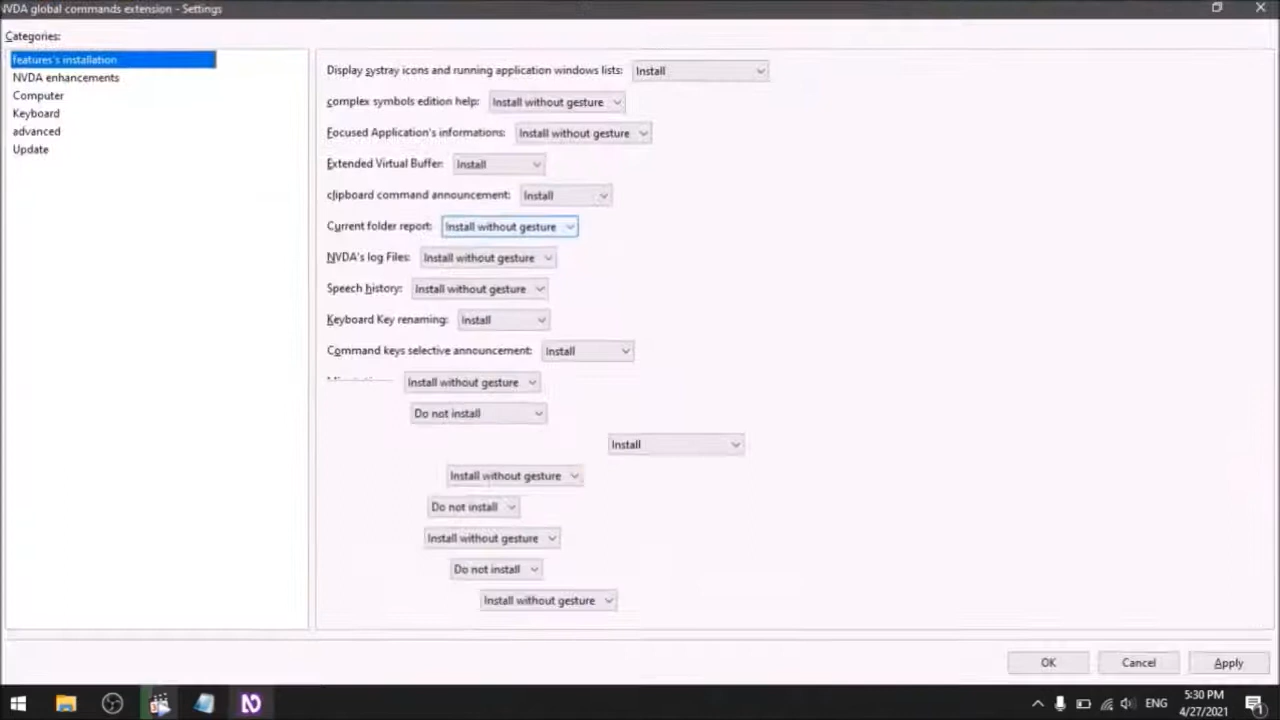 NVDA global commands extension - Settings
Categories:
features's installation
NVDA enhancements
Computer
Keyboard
advanced
Update
Display systray icons and running application windows lists: Install
complex symbols edition help: Install without gesture
Focused Application's informations: Install without gesture
Extended Virtual Buffer: Install
clipboard command announcement: Install
Current folder report: Install without gesture
NVDA's log Files: Install without gesture
Speech history: Install without gesture
Keyboard Key renaming: Install
Command keys selective announcement: Install
Install without gesture
Do not install
Install
Install without gesture
Do not install
Install without gesture
Do not install
Install without gesture
OK Cancel Apply
ENG 5:30 PM
4/27/2021
1